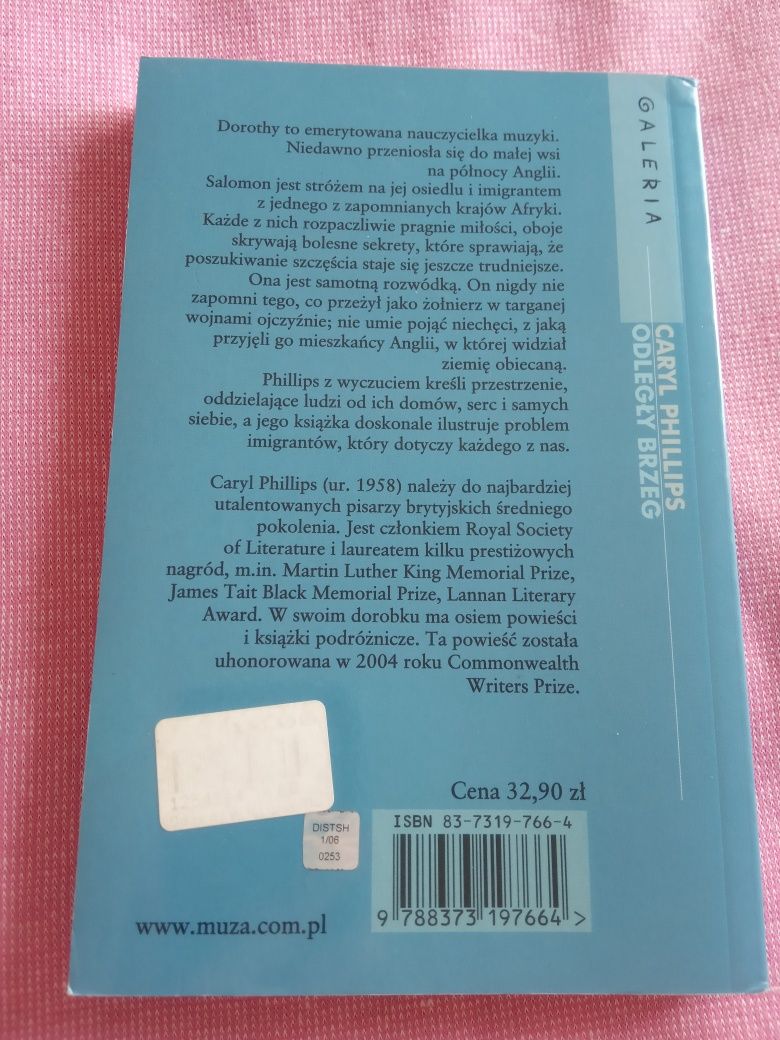 Dorothy to emerytowana nauczycielka muzyki.
Niedawno przeniosła się do małej wsi
na północy Anglii.
Salomon jest stróżem na jej osiedlu i imigrantem
z jednego z zapomnianych krajów Afryki.
Każde z nich rozpaczliwie pragnie miłości, oboje
skrywają bolesne sekrety, które sprawiają, że
poszukiwanie szczęścia staje się jeszcze trudniejsze.
Ona jest samotną rozwódką. On nigdy nie
zapomni tego, co przeżył jako żołnierz w targanej
wojnami ojczyźnie; nie umie pojąć niechęci, z jaką
przyjęli go mieszkańcy Anglii, w której widział
ziemię obiecaną.
Phillips z wyczuciem kreśli przestrzenie,
oddzielające ludzi od ich domów, serc i samych
siebie, a jego książka doskonale ilustruje problem
imigrantów, który dotyczy każdego z nas.
Caryl Phillips (ur. 1958) należy do najbardziej
utalentowanych pisarzy brytyjskich średniego
pokolenia. Jest członkiem Royal Society
of Literature i laureatem kilku prestiżowych
nagród, m.in. Martin Luther King Memorial Prize,
James Tait Black Memorial Prize, Lannan Literary
Award. W swoim dorobku ma osiem powieści
i książki podróżnicze. Ta powieść została
uhonorowana w 2004 roku Commonwealth
Writers Prize.
GALERIA
CARYL PHILLIPS
ODLEGŁY BRZEG
Cena 32,90 zł
ISBN 83-7319-766-4
9 788373 197664 >
DISTSH
1/06
0253
www.muza.com.pl